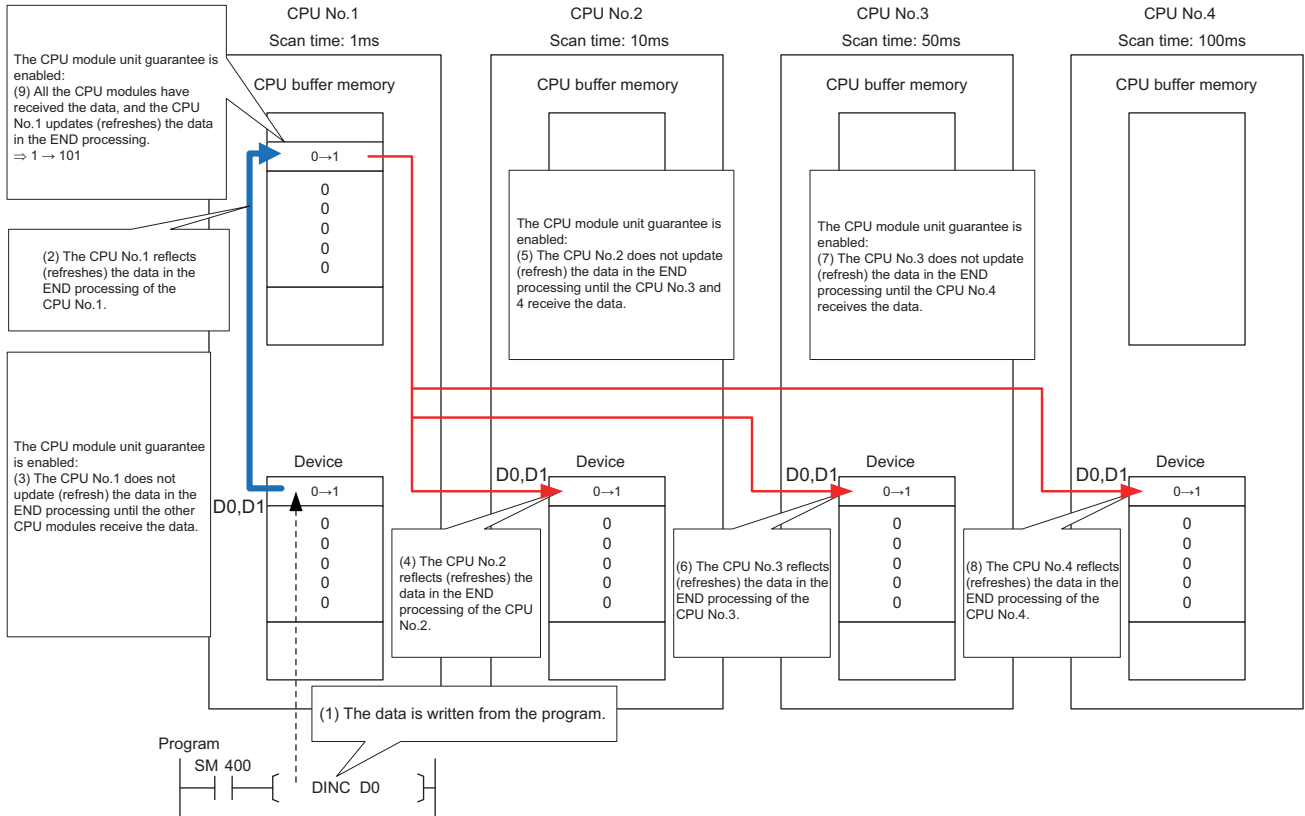 CPU No.1
Scan time: 1ms
CPU No.2
Scan time: 10ms
CPU No.3
Scan time: 50ms
CPU No.4
Scan time: 100ms
The CPU module unit guarantee is
enabled:
(9) All the CPU modules have
received the data, and the CPU
No.1 updates (refreshes) the data
in the END processing.
⇒ 1 → 101
CPU buffer memory
0→1
0
0
0
0
0
CPU buffer memory
CPU buffer memory
CPU buffer memory
(2) The CPU No.1 reflects
(refreshes) the data in the
END processing of the
CPU No.1.
The CPU module unit guarantee is
enabled:
(5) The CPU No.2 does not update
(refresh) the data in the END
processing until the CPU No.3 and
4 receive the data.
The CPU module unit guarantee is
enabled:
(7) The CPU No.3 does not update
(refresh) the data in the END
processing until the CPU No.4
receives the data.
The CPU module unit guarantee
is enabled:
(3) The CPU No.1 does not
update (refresh) the data in the
END processing until the other
CPU modules receive the data.
Device
D0,D1
0→1
0
0
0
0
0
Device
D0,D1
0→1
0
0
0
0
0
Device
D0,D1
0→1
0
0
0
0
0
Device
D0,D1
0→1
0
0
0
0
0
(4) The CPU No.2
reflects (refreshes) the
data in the END
processing of the CPU
No.2.
(6) The CPU No.3 reflects
(refreshes) the data in the
END processing of the
CPU No.3.
(8) The CPU No.4 reflects
(refreshes) the data in the
END processing of the
CPU No.4.
(1) The data is written from the program.
Program
SM 400
DINC D0